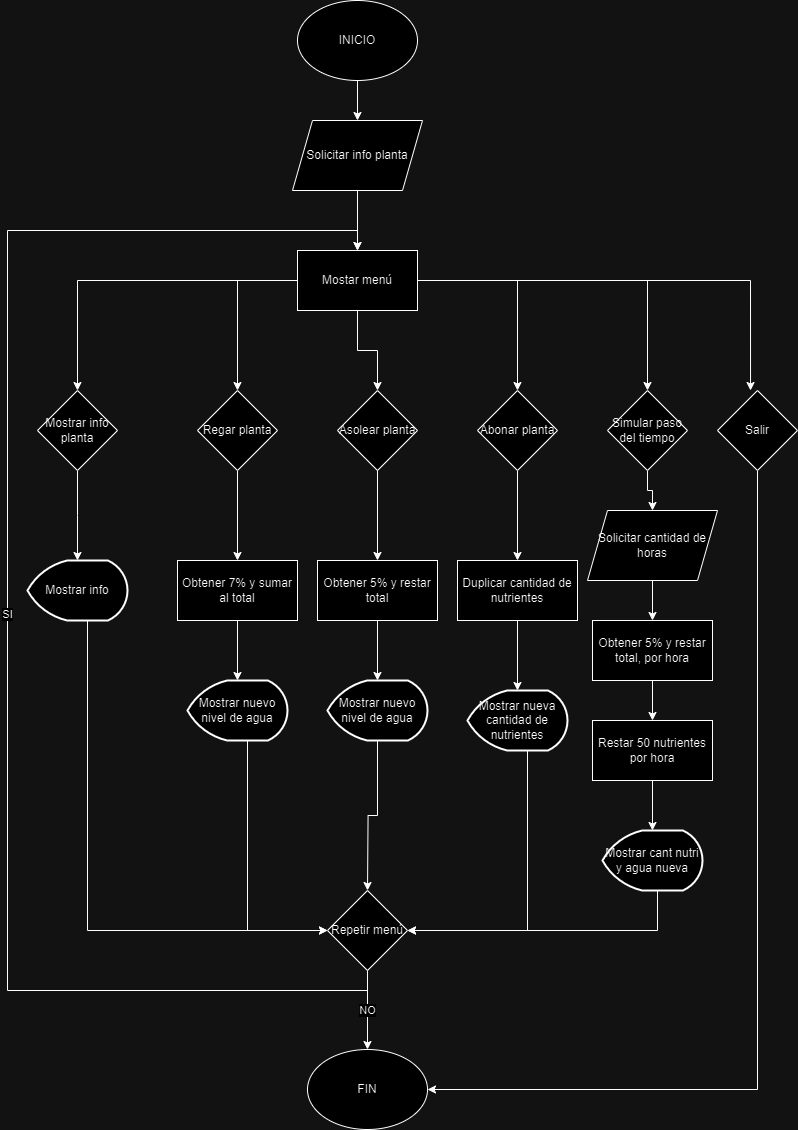 INICIO
Solicitar info planta
Mostar menú
Mostrar info
planta
Regar planta
Asolear planta
Abonar planta
Simular paso
del tiempo
Salir
Solicitar cantidad de
horas
Mostrar info
Obtener 7% y sumar
al total
Obtener 5% y restar
total
Duplicar cantidad de
nutrientes
SI
Obtener 5% y restar
total, por hora
Mostrar nuevo
nivel de agua
Mostrar nuevo
nivel de agua
Mostrar nueva
cantidad de
nutrientes
Restar 50 nutrientes
por hora
Mostrar cant nutri
y agua nueva
Repetir menú
NO
FIN